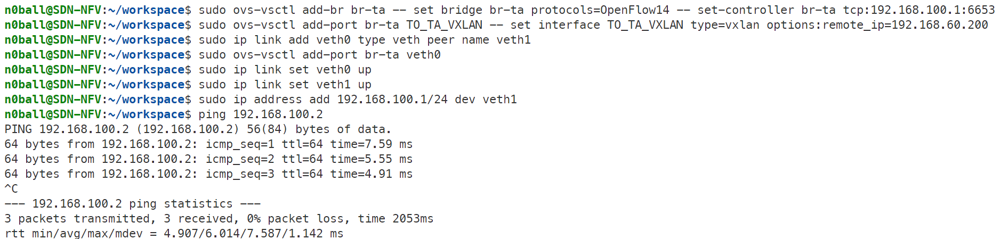 n0ball@SDN-NFV:~/workspace$ sudo ovs-vsctl add-br br-ta -- set bridge br-ta protocols=OpenFlow14 -- set-controller br-ta tcp:192.168.100.1:6653
n0ball@SDN-NFV:~/workspace$ sudo ovs-vsctl add-port br-ta TO_TA_VXLAN -- set interface TO_TA_VXLAN type=vxlan options:remote_ip=192.168.60.200
n0ball@SDN-NFV:~/workspace$ sudo ip link add veth0 type veth peer name veth1
n0ball@SDN-NFV:~/workspace$ sudo ovs-vsctl add-port br-ta veth0
n0ball@SDN-NFV:~/workspace$ sudo ip link set veth0 up
n0ball@SDN-NFV:~/workspace$ sudo ip link set veth1 up
n0ball@SDN-NFV:~/workspace$ sudo ip address add 192.168.100.1/24 dev veth1
n0ball@SDN-NFV:~/workspace$ ping 192.168.100.2
PING 192.168.100.2 (192.168.100.2) 56(84) bytes of data.
64 bytes from 192.168.100.2: icmp_seq=1 ttl=64 time=7.59 ms
64 bytes from 192.168.100.2: icmp_seq=2 ttl=64 time=5.55 ms
64 bytes from 192.168.100.2: icmp_seq=3 ttl=64 time=4.91 ms
^C
--- 192.168.100.2 ping statistics ---
3 packets transmitted, 3 received, 0% packet loss, time 2053ms
rtt min/avg/max/mdev = 4.907/6.014/7.587/1.142 ms